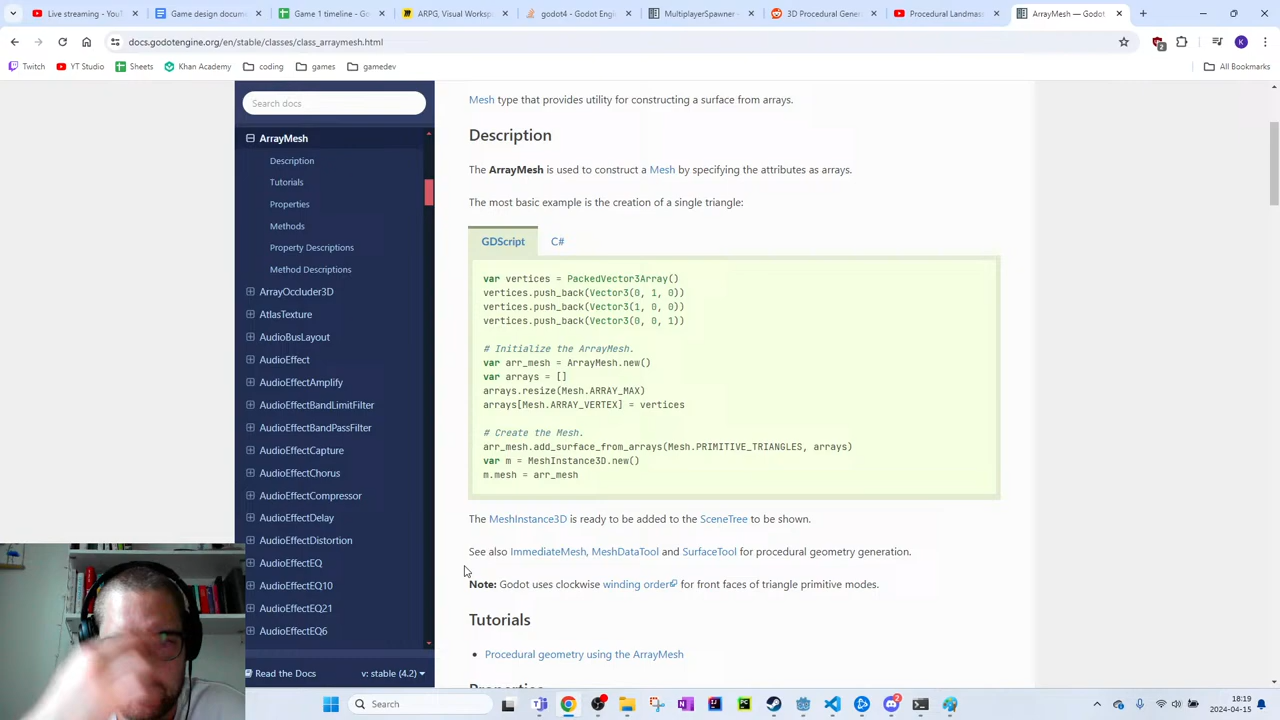 Live streaming - YouTub
Godot docs - Goog
ARPG, Visuals
godot4 - Godot Engi
MultiplayerSpawner -
3D Procedural Gene
Procedural Landmas
ArrayMesh — Godot
docs.godotengine.org/en/stable/classes/class_arraymesh.html
K
2
Twitch
YT Studio
Sheets
Khan Academy
coding
games
gamedev
All Bookmarks
Search docs
ArrayMesh
Description
Tutorials
Properties
Methods
Property Descriptions
Method Descriptions
ArrayOccluder3D
AtlasTexture
AudioBusLayout
AudioEffect
AudioEffectAmplify
AudioEffectBandLimitFilter
AudioEffectBandPassFilter
AudioEffectCapture
AudioEffectChorus
AudioEffectCompressor
AudioEffectDelay
AudioEffectDistortion
AudioEffectEQ
AudioEffectEQ10
AudioEffectEQ21
AudioEffectEQ6
Read the Docs
v: stable (4.2)
Mesh type that provides utility for constructing a surface from arrays.
Description
The ArrayMesh is used to construct a Mesh by specifying the attributes as arrays.
The most basic example is the creation of a single triangle:
GDScript C#
var vertices = PackedVector3Array()
vertices.push_back(Vector3(0, 1, 0))
vertices.push_back(Vector3(1, 0, 0))
vertices.push_back(Vector3(0, 0, 1))
# Initialize the ArrayMesh.
var arr_mesh = ArrayMesh.new()
var arrays = []
arrays.resize(Mesh.ARRAY_MAX)
arrays[Mesh.ARRAY_VERTEX] = vertices
# Create the Mesh.
arr_mesh.add_surface_from_arrays(Mesh.PRIMITIVE_TRIANGLES, arrays)
var m = MeshInstance3D.new()
m.mesh = arr_mesh
The MeshInstance3D is ready to be added to the SceneTree to be shown.
See also ImmediateMesh, MeshDataTool and SurfaceTool for procedural geometry generation.
Note: Godot uses clockwise winding order for front faces of triangle primitive modes.
Tutorials
Procedural geometry using the ArrayMesh
Properties
Search
18:19
2024-04-15